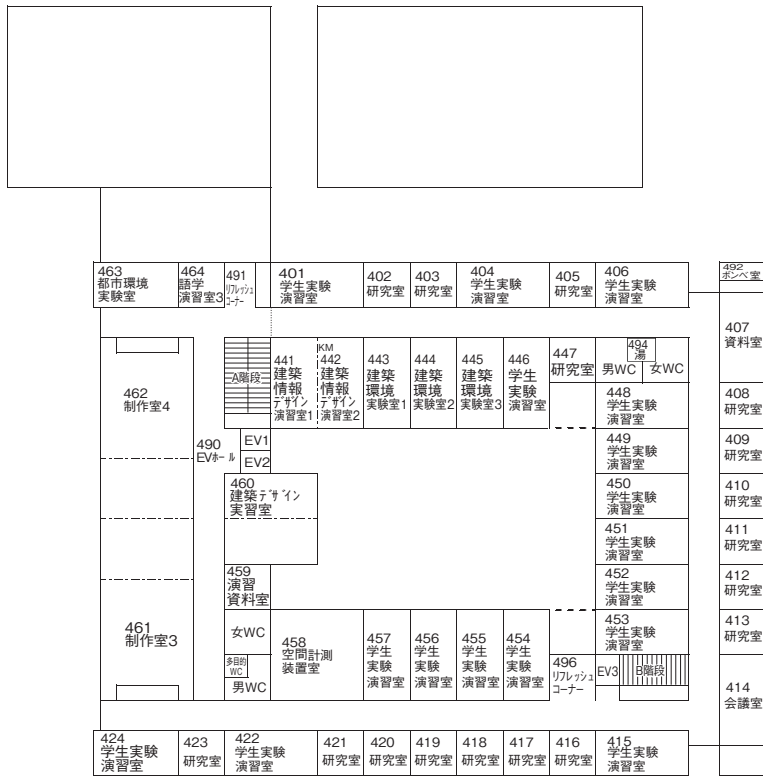 463
都市環境
実験室
464
語学
演習室3
491
ﾘﾌﾚｯｼｭ
ｺｰﾅｰ
401
学生実験
演習室
402
研究室
403
研究室
404
学生実験
演習室
405
研究室
406
学生実験
演習室
492
ボンベ室
407
資料室
462
制作室4
A階段
441
建築
情報
ﾃﾞｻﾞｲﾝ
演習室1
KM
442
建築
情報
ﾃﾞｻﾞｲﾝ
演習室2
443
建築
環境
実験室1
444
建築
環境
実験室2
445
建築
環境
実験室3
446
学生
実験
演習室
447
研究室
494
湯
男WC
女WC
448
学生実験
演習室
408
研究室
490
EVﾎｰﾙ
EV1
EV2
449
学生実験
演習室
409
研究室
460
建築ﾃﾞｻﾞｲﾝ
実習室
450
学生実験
演習室
410
研究室
451
学生実験
演習室
411
研究室
459
演習
資料室
452
学生実験
演習室
412
研究室
461
制作室3
女WC
多目的
WC
男WC
458
空間計測
装置室
457
学生
実験
演習室
456
学生
実験
演習室
455
学生
実験
演習室
454
学生
実験
演習室
453
学生実験
演習室
413
研究室
496
ﾘﾌﾚｯｼｭ
ｺｰﾅｰ
EV3
B階段
414
会議室
424
学生実験
演習室
423
研究室
422
学生実験
演習室
421
研究室
420
研究室
419
研究室
418
研究室
417
研究室
416
研究室
415
学生実験
演習室